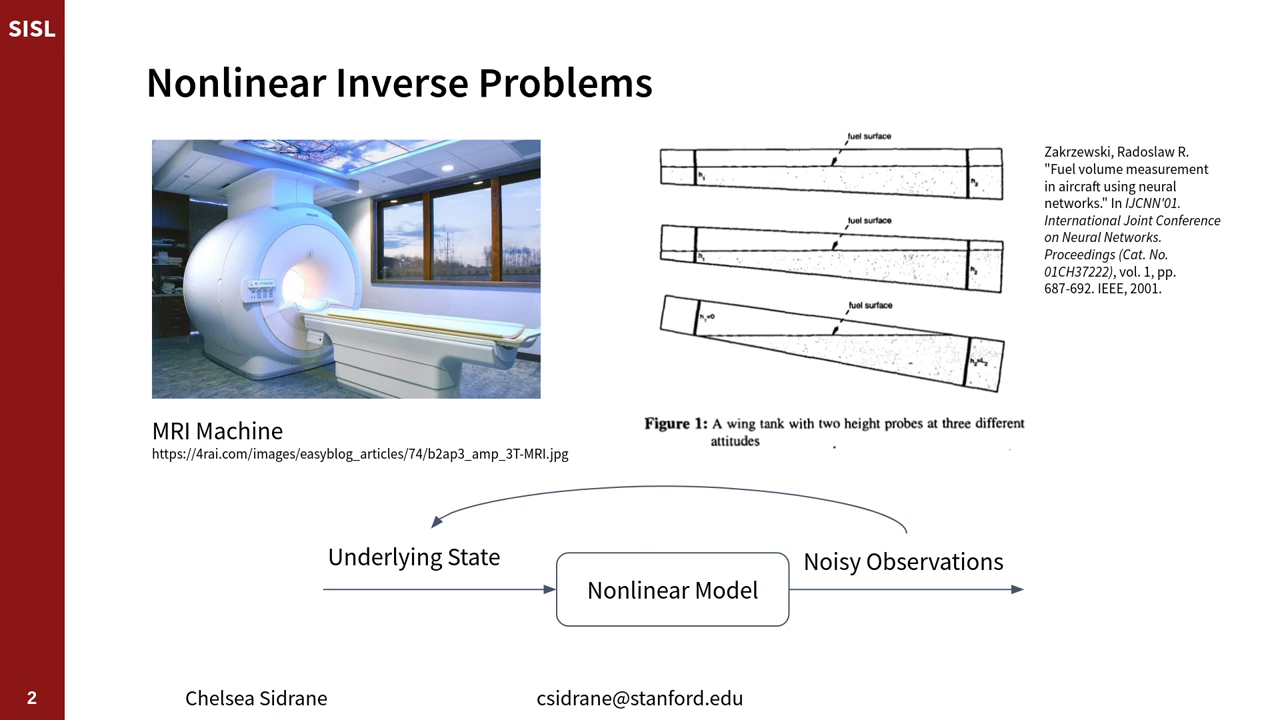 SISL
Nonlinear Inverse Problems
fuel surface
h₁
h₂
fuel surface
h₁
h₂
fuel surface
h₁=0
h₂=L₂
Figure 1: A wing tank with two height probes at three different
attitudes
Zakrzewski, Radoslaw R.
"Fuel volume measurement
in aircraft using neural
networks." In IJCNN'01.
International Joint Conference
on Neural Networks.
Proceedings (Cat. No.
01CH37222), vol. 1, pp.
687-692. IEEE, 2001.
MRI Machine
https://4rai.com/images/easyblog_articles/74/b2ap3_amp_3T-MRI.jpg
Underlying State
Nonlinear Model
Noisy Observations
2
Chelsea Sidrane
csidrane@stanford.edu